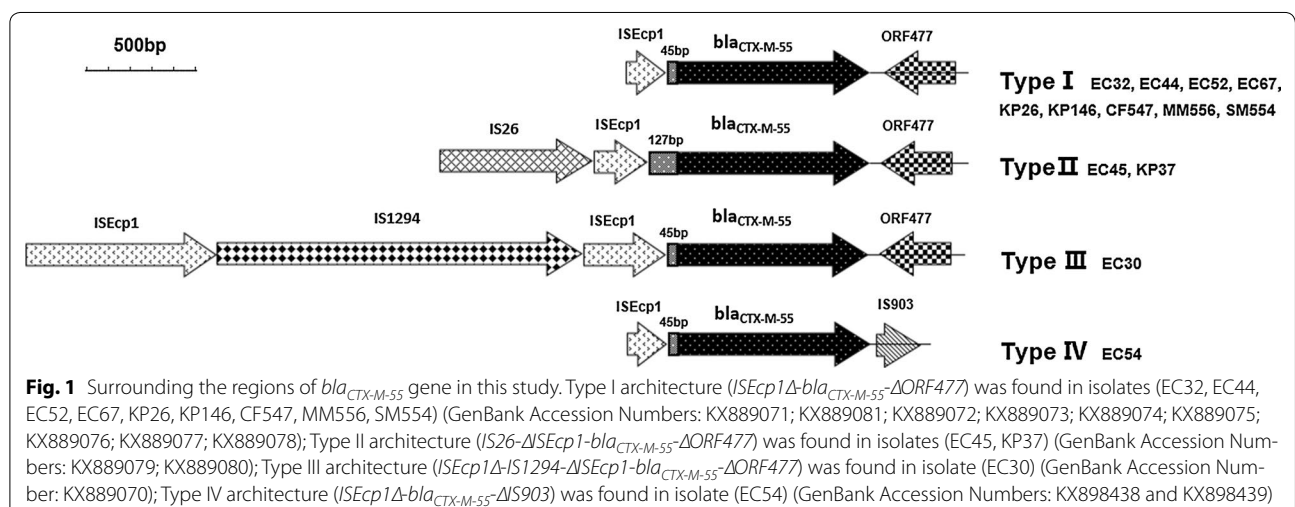 500bp
ISEcp1 blaCTX-M-55 ORF477
45bp
Type I EC32, EC44, EC52, EC67,
KP26, KP146, CF547, MM556, SM554
IS26 ISEcp1 blaCTX-M-55 ORF477
127bp
Type II EC45, KP37
ISEcp1 IS1294 ISEcp1 blaCTX-M-55 ORF477
45bp
Type III EC30
ISEcp1 blaCTX-M-55 IS903
45bp
Type IV EC54
Fig. 1 Surrounding the regions of blaCTX-M-55 gene in this study. Type I architecture (ISEcp1Δ-blaCTX-M-55-ΔORF477) was found in isolates (EC32, EC44,
EC52, EC67, KP26, KP146, CF547, MM556, SM554) (GenBank Accession Numbers: KX889071; KX889081; KX889072; KX889073; KX889074; KX889075;
KX889076; KX889077; KX889078); Type II architecture (IS26-ΔISEcp1-blaCTX-M-55-ΔORF477) was found in isolates (EC45, KP37) (GenBank Accession Num-
bers: KX889079; KX889080); Type III architecture (ISEcp1Δ-IS1294-ΔISEcp1-blaCTX-M-55-ΔORF477) was found in isolate (EC30) (GenBank Accession Num-
ber: KX889070); Type IV architecture (ISEcp1Δ-blaCTX-M-55-ΔIS903) was found in isolate (EC54) (GenBank Accession Numbers: KX898438 and KX898439)